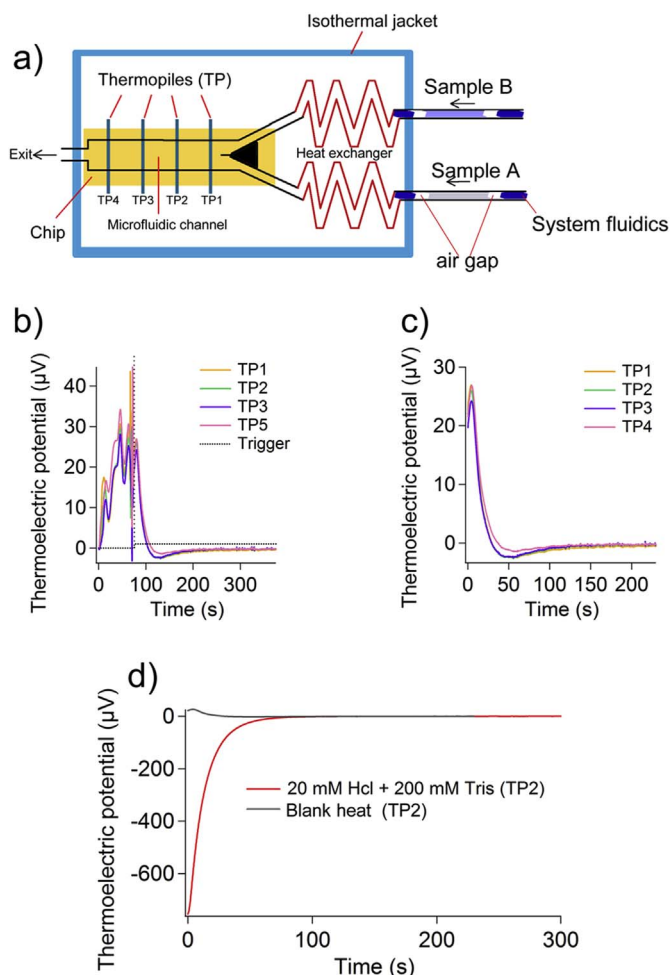 a)
Isothermal jacket
Thermopiles (TP)
Sample B
Exit
Heat exchanger
Sample A
TP4 TP3 TP2 TP1
Chip
Microfluidic channel
System fluidics
air gap
b)
Thermoelectric potential (µV)
40
30
20
10
0
TP1
TP2
TP3
TP5
Trigger
0 100 200 300
Time (s)
c)
Thermoelectric potential (µV)
30
20
10
0
TP1
TP2
TP3
TP4
0 50 100 150 200
Time (s)
d)
Thermoelectric potential (µV)
0
-200
-400
-600
20 mM Hcl + 200 mM Tris (TP2)
Blank heat (TP2)
0 100 200 300
Time (s)